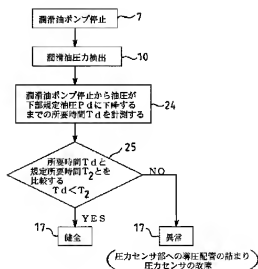 潤滑油ポンプ停止
7
潤滑油圧力抽出
10
潤滑油ポンプ停止から油圧が
下部規定油圧Pdに下降する
までの所要時間Tdを計測する
24
25
所要時間Tdと
規定所要時間T2とを
比較する
Td<T2
NO
YES
17
17
健全
異常
(圧力センサ部への導圧配管の詰まり
圧力センサの故障)